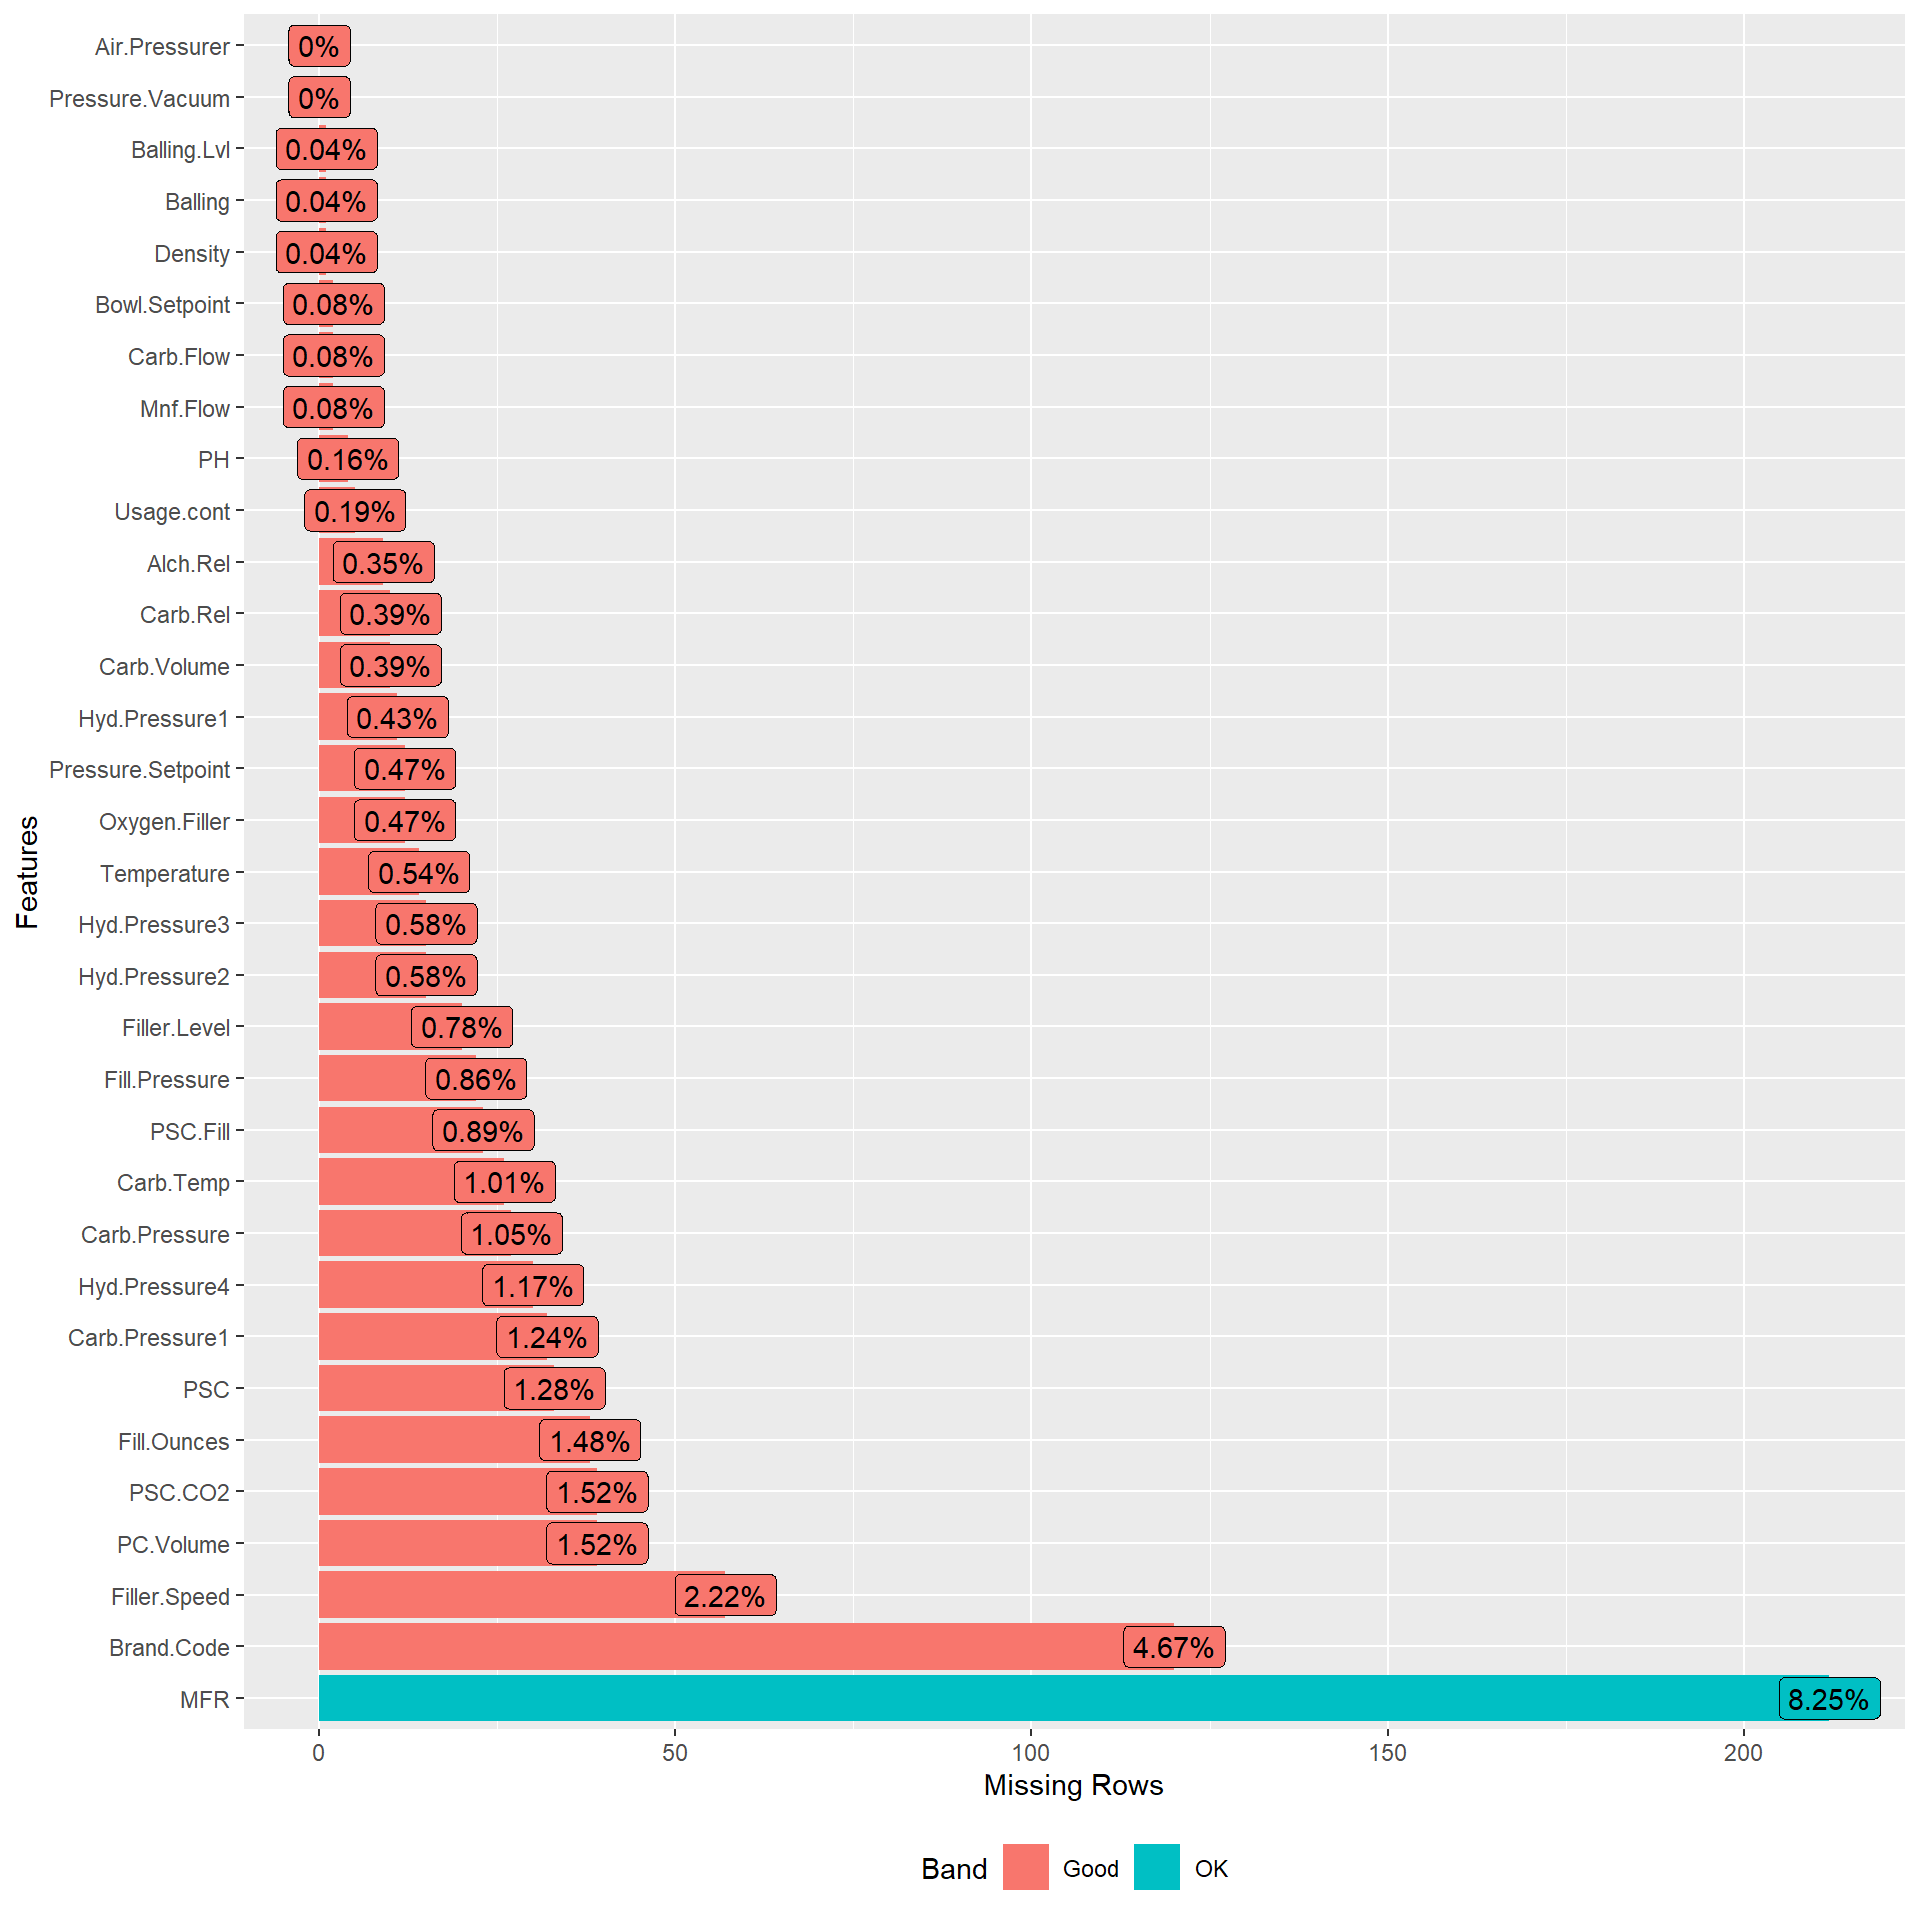 Air.Pressurer 0%
Pressure.Vacuum 0%
Balling.Lvl 0.04%
Balling 0.04%
Density 0.04%
Bowl.Setpoint 0.08%
Carb.Flow 0.08%
Mnf.Flow 0.08%
PH 0.16%
Usage.cont 0.19%
Alch.Rel 0.35%
Carb.Rel 0.39%
Carb.Volume 0.39%
Hyd.Pressure1 0.43%
Pressure.Setpoint 0.47%
Oxygen.Filler 0.47%
Temperature 0.54%
Hyd.Pressure3 0.58%
Hyd.Pressure2 0.58%
Filler.Level 0.78%
Fill.Pressure 0.86%
PSC.Fill 0.89%
Carb.Temp 1.01%
Carb.Pressure 1.05%
Hyd.Pressure4 1.17%
Carb.Pressure1 1.24%
PSC 1.28%
Fill.Ounces 1.48%
PSC.CO2 1.52%
PC.Volume 1.52%
Filler.Speed 2.22%
Brand.Code 4.67%
MFR 8.25%
Features
0 50 100 150 200
Missing Rows
Band Good OK